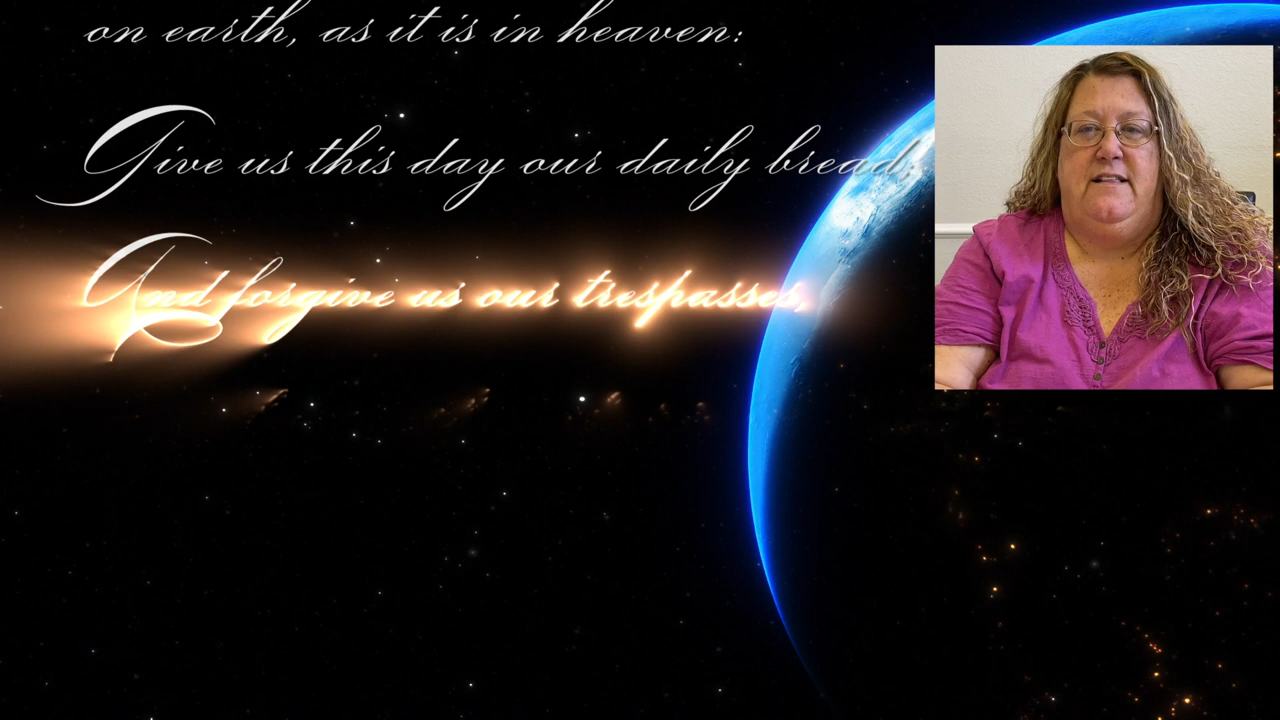 on earth, as it is in heaven:
Give us this day our daily bread;
And forgive us our trespasses,